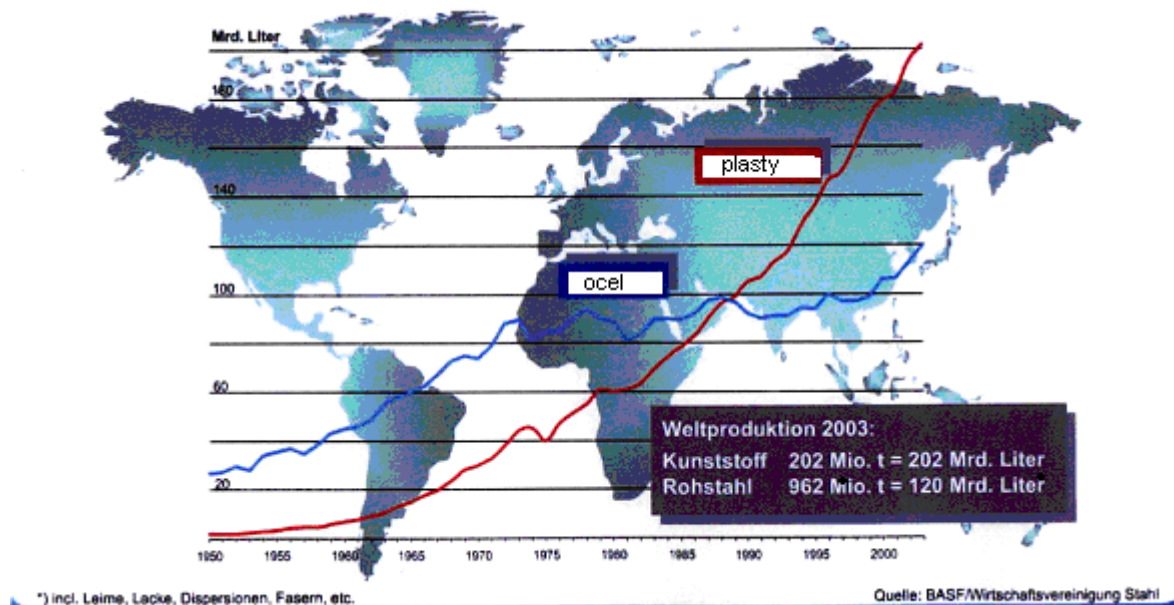 Mrd. Liter
180
plasty
140
ocel
100
60
Weltproduktion 2003:
Kunststoff 202 Mio. t = 202 Mrd. Liter
Rohstahl 962 Mio. t = 120 Mrd. Liter
20
1950 1955 1960 1965 1970 1975 1980 1985 1990 1995 2000
*) incl. Leime, Lacke, Dispersionen, Fasern, etc.
Quelle: BASF/Wirtschaftsvereinigung Stahl